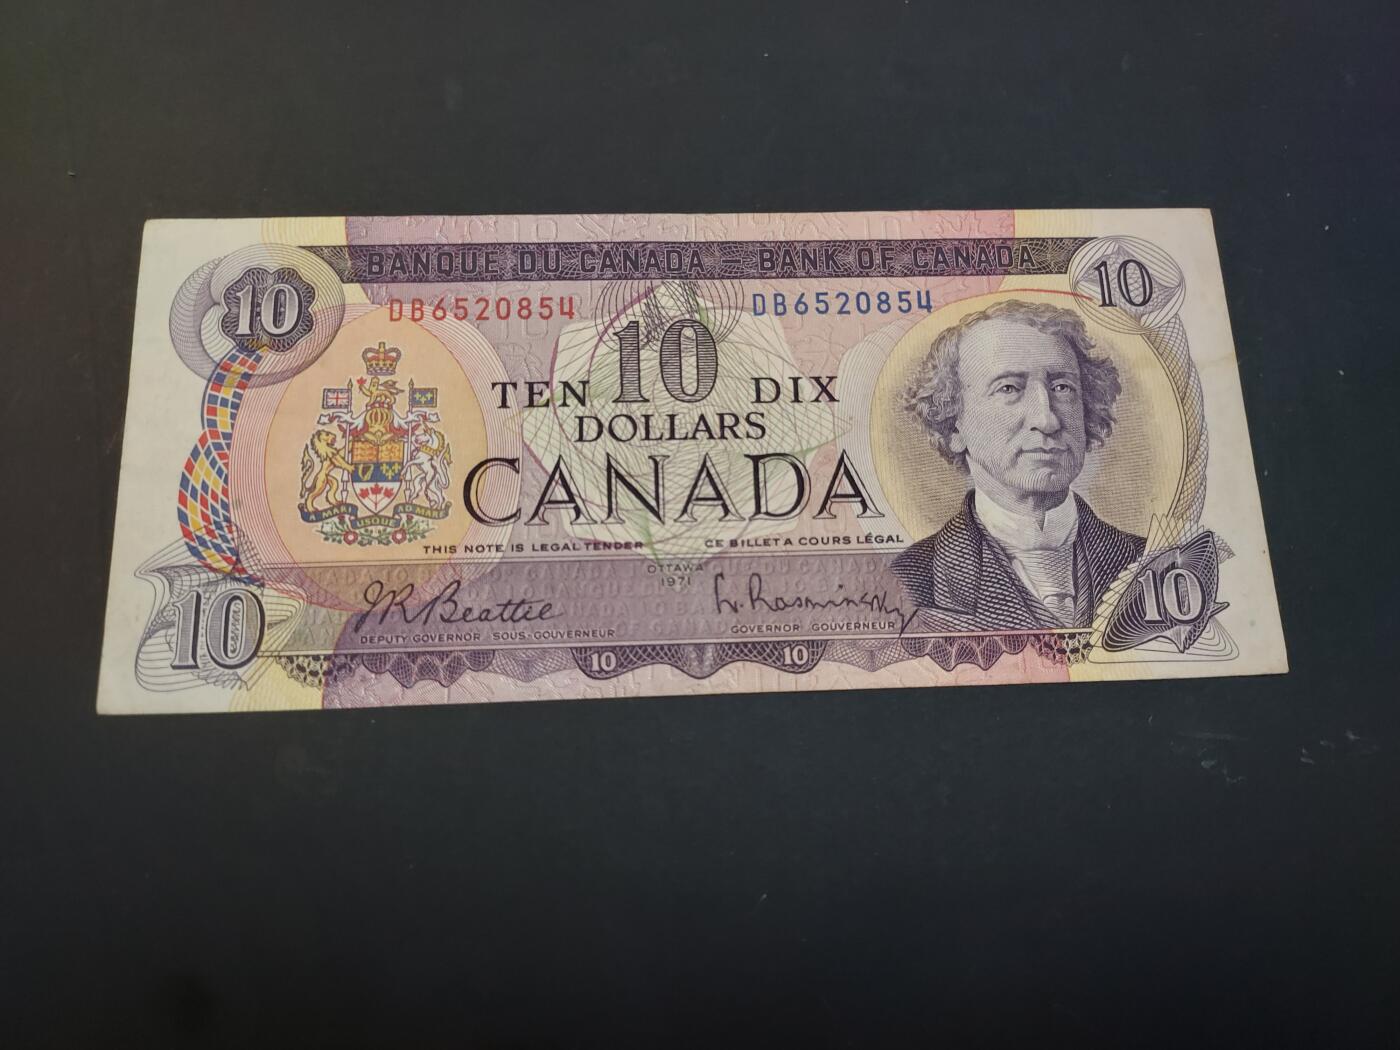 BANQUE DU CANADA – BANK OF CANADA
10
10
DB6520854
DB6520854
TEN 10 DIX
DOLLARS
CANADA
A MARI USQUE AD MARE
THIS NOTE IS LEGAL TENDER
CE BILLET A COURS LÉGAL
OTTAWA
1971
J.R. Beattie
L. Rasminsky
DEPUTY GOVERNOR SOUS-GOUVERNEUR
GOVERNOR GOUVERNEUR
10
10
10
10